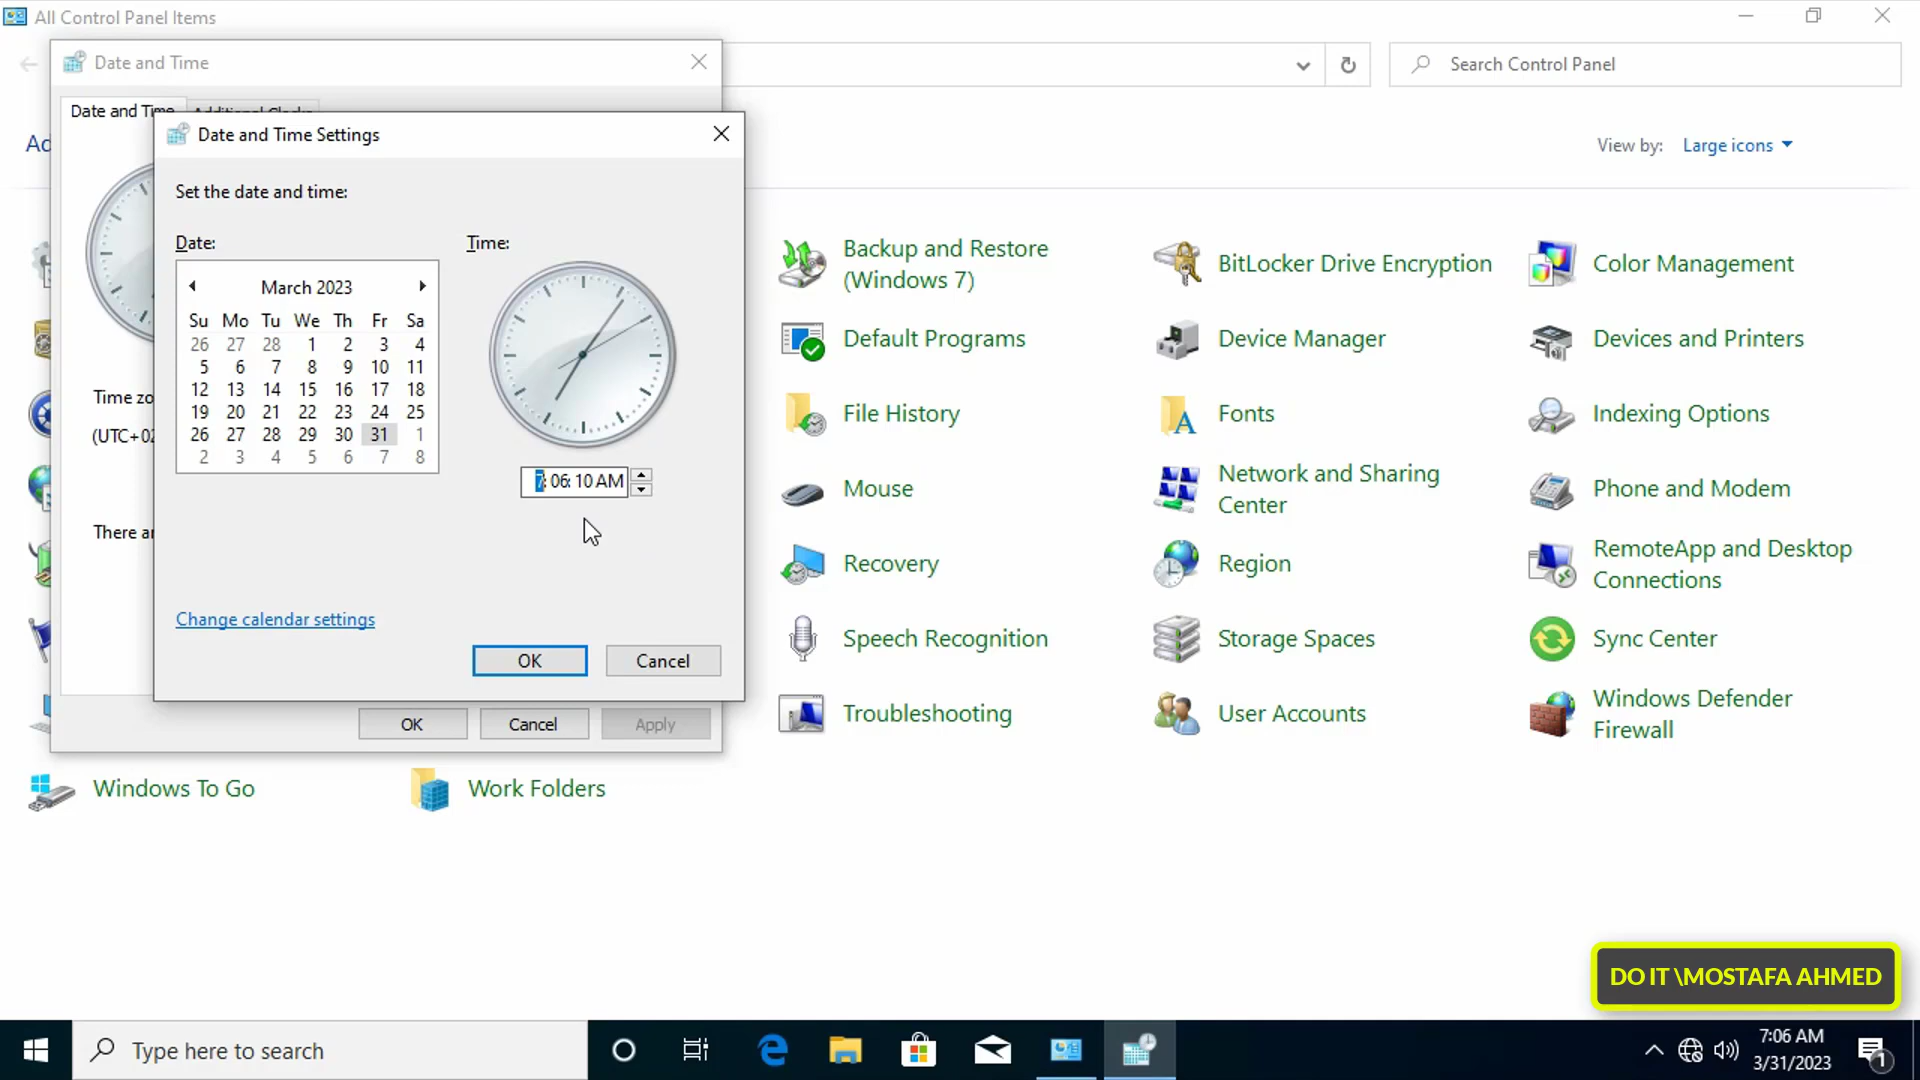 All Control Panel Items
Date and Time
Search Control Panel
Date and Time
Date and Time Settings
View by: Large icons
Set the date and time:
Date:
Time:
March 2023
Su Mo Tu We Th Fr Sa
26 27 28 1 2 3 4
5 6 7 8 9 10 11
12 13 14 15 16 17 18
19 20 21 22 23 24 25
26 27 28 29 30 31 1
2 3 4 5 6 7 8
7:06:10 AM
Time zo
(UTC+02
Change calendar settings
OK Cancel
OK Cancel Apply
Backup and Restore
(Windows 7)
BitLocker Drive Encryption
Color Management
Default Programs
Device Manager
Devices and Printers
File History
Fonts
Indexing Options
Mouse
Network and Sharing
Center
Phone and Modem
Recovery
Region
RemoteApp and Desktop
Connections
Speech Recognition
Storage Spaces
Sync Center
Troubleshooting
User Accounts
Windows Defender
Firewall
Windows To Go
Work Folders
DO IT \MOSTAFA AHMED
Type here to search
7:06 AM
3/31/2023
1